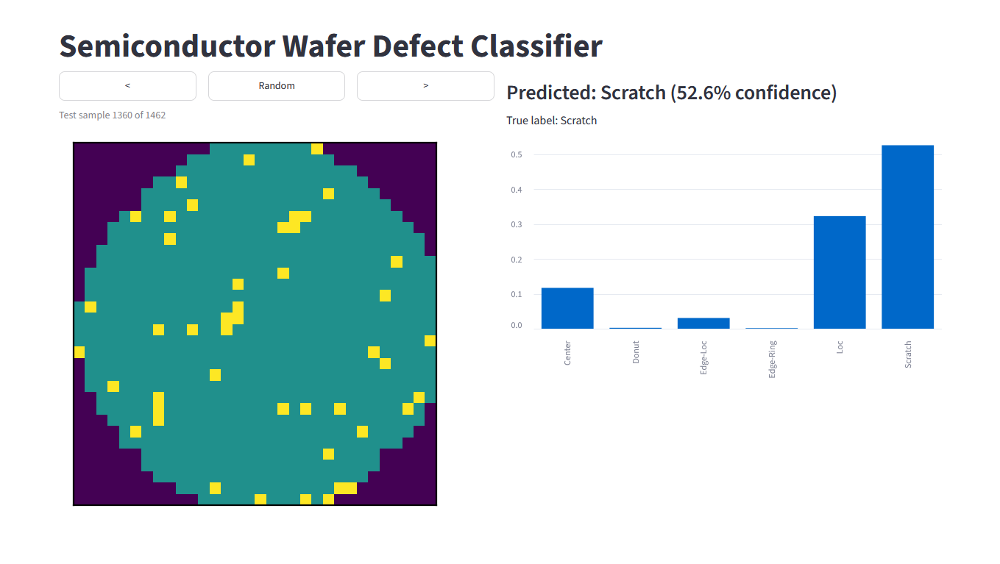 Semiconductor Wafer Defect Classifier
<
Random
>
Test sample 1360 of 1462
Predicted: Scratch (52.6% confidence)
True label: Scratch
0.5
0.4
0.3
0.2
0.1
0.0
Center
Donut
Edge-Loc
Edge-Ring
Loc
Scratch